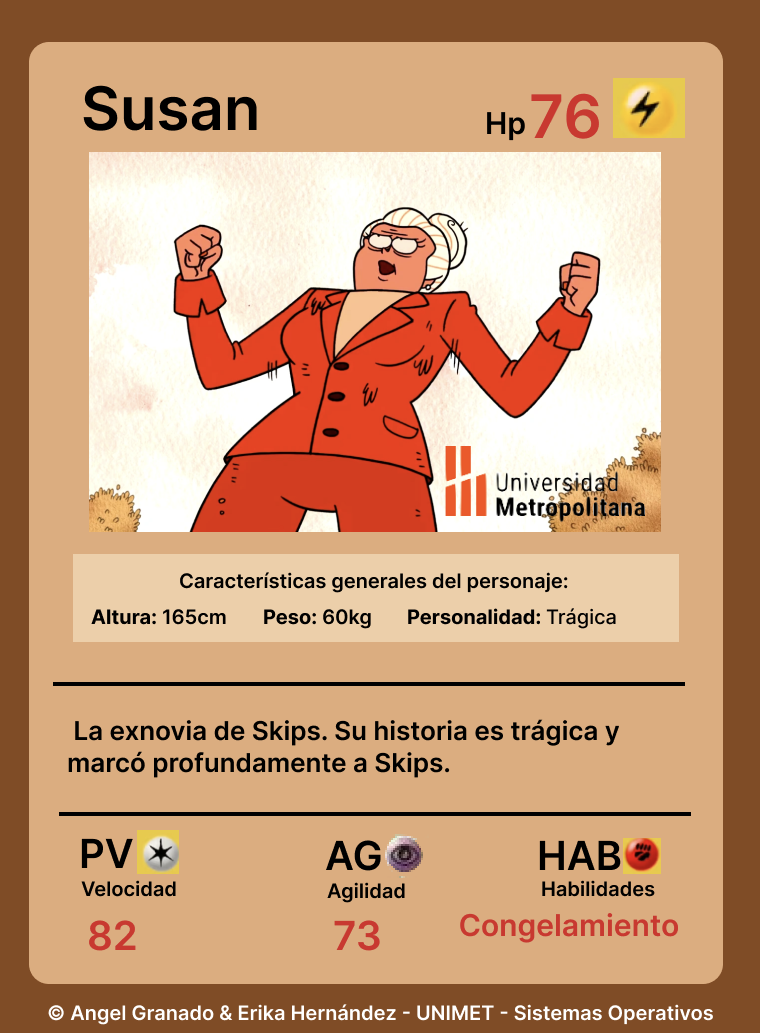 Susan
Hp 76
Universidad
Metropolitana
Características generales del personaje:
Altura: 165cm Peso: 60kg Personalidad: Trágica
La exnovia de Skips. Su historia es trágica y
marcó profundamente a Skips.
PV AG HAB
Velocidad Agilidad Habilidades
82 73 Congelamiento
© Angel Granado & Erika Hernández - UNIMET - Sistemas Operativos